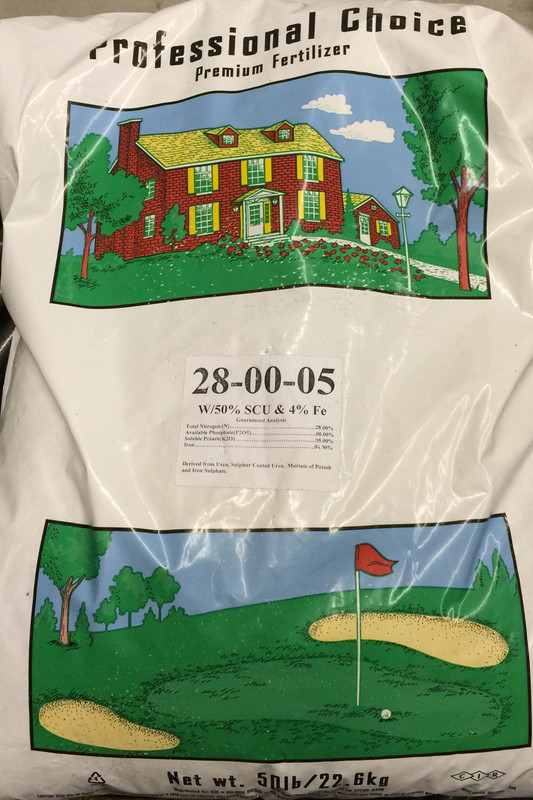 Professional Choice
Premium Fertilizer
28-00-05
W/50% SCU & 4% Fe
Guaranteed Analysis
Total Nitrogen(N)..........................28.00%
Available Phosphate(P2O5)..........................00.00%
Soluble Potash(K2O)..........................05.00%
Iron..........................
Derived from Urea, Sulphur Coated Urea, Muriate of Potash
and Iron Sulphate.
Net wt. 50lb/22.6kg
CIR